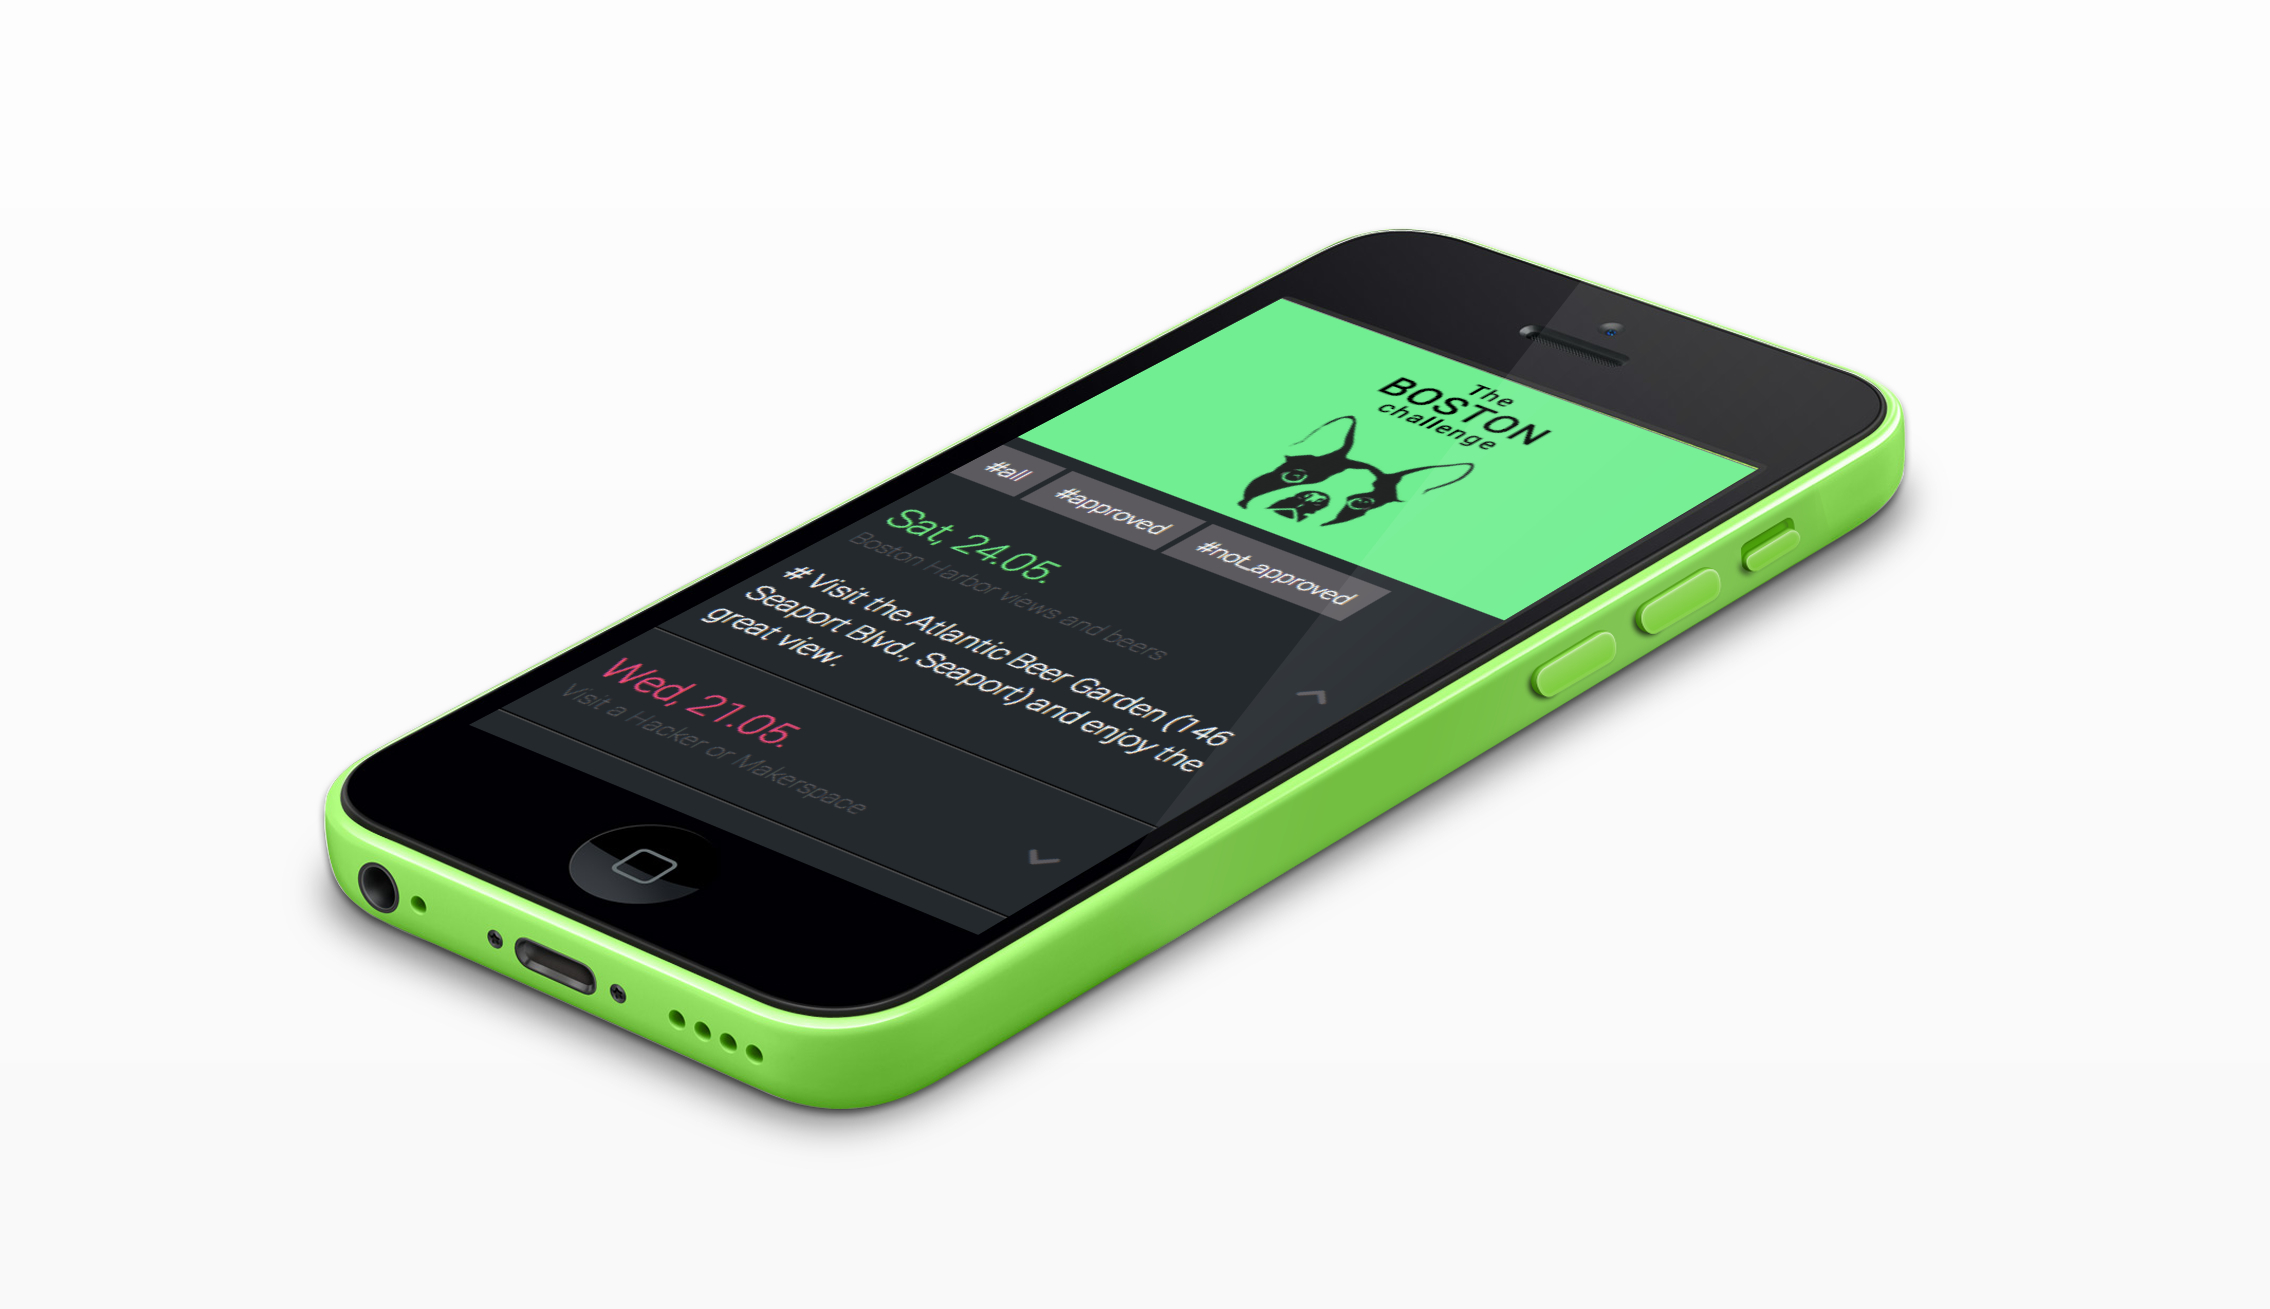 The
BOSTON
challenge
#all
#approved
#not_approved
Sat, 24.05.
Boston Harbor views and beers
# Visit the Atlantic Beer Garden (146
Seaport Blvd., Seaport) and enjoy the
great view.
Wed, 21.05.
Visit a Hacker or Makerspace